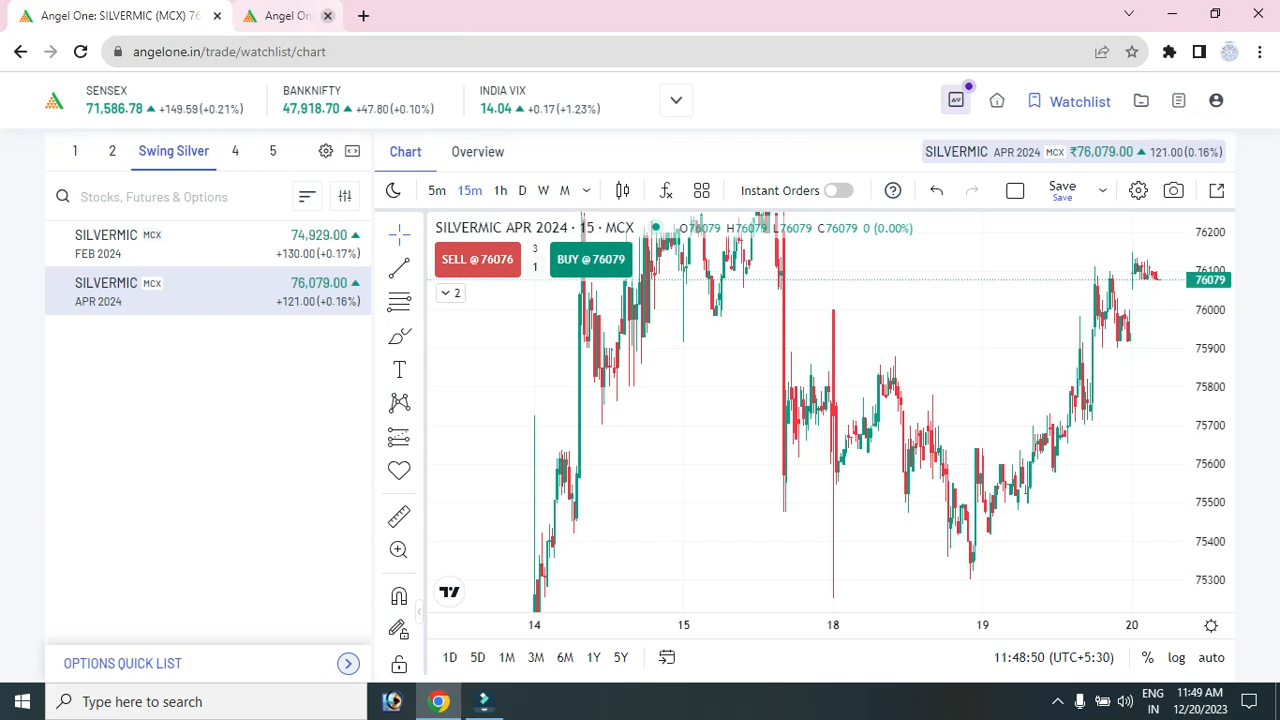 Angel One: SILVERMIC (MCX) 76
Angel On
angelone.in/trade/watchlist/chart
SENSEX
71,586.78 +149.59(+0.21%)
BANKNIFTY
47,918.70 +47.80(+0.10%)
INDIA VIX
14.04 +0.17(+1.23%)
Watchlist
1 2 Swing Silver 4 5
Chart Overview
SILVERMIC APR 2024 MCX ₹76,079.00 121.00(0.16%)
Stocks, Futures & Options
5m 15m 1h D W M
Instant Orders
Save
Save
SILVERMIC MCX 74,929.00
FEB 2024 +130.00(+0.17%)
SILVERMIC MCX 76,079.00
APR 2024 +121.00(+0.16%)
SILVERMIC APR 2024 · 15 · MCX O76079 H76079 L76079 C76079 0 (0.00%)
SELL @ 76076
3
1
BUY @ 76079
2
76200
76100
76079
76000
75900
75800
75700
75600
75500
75400
75300
14 15 18 19 20
OPTIONS QUICK LIST
1D 5D 1M 3M 6M 1Y 5Y
11:48:50 (UTC+5:30) % log auto
Type here to search
ENG
IN
11:49 AM
12/20/2023